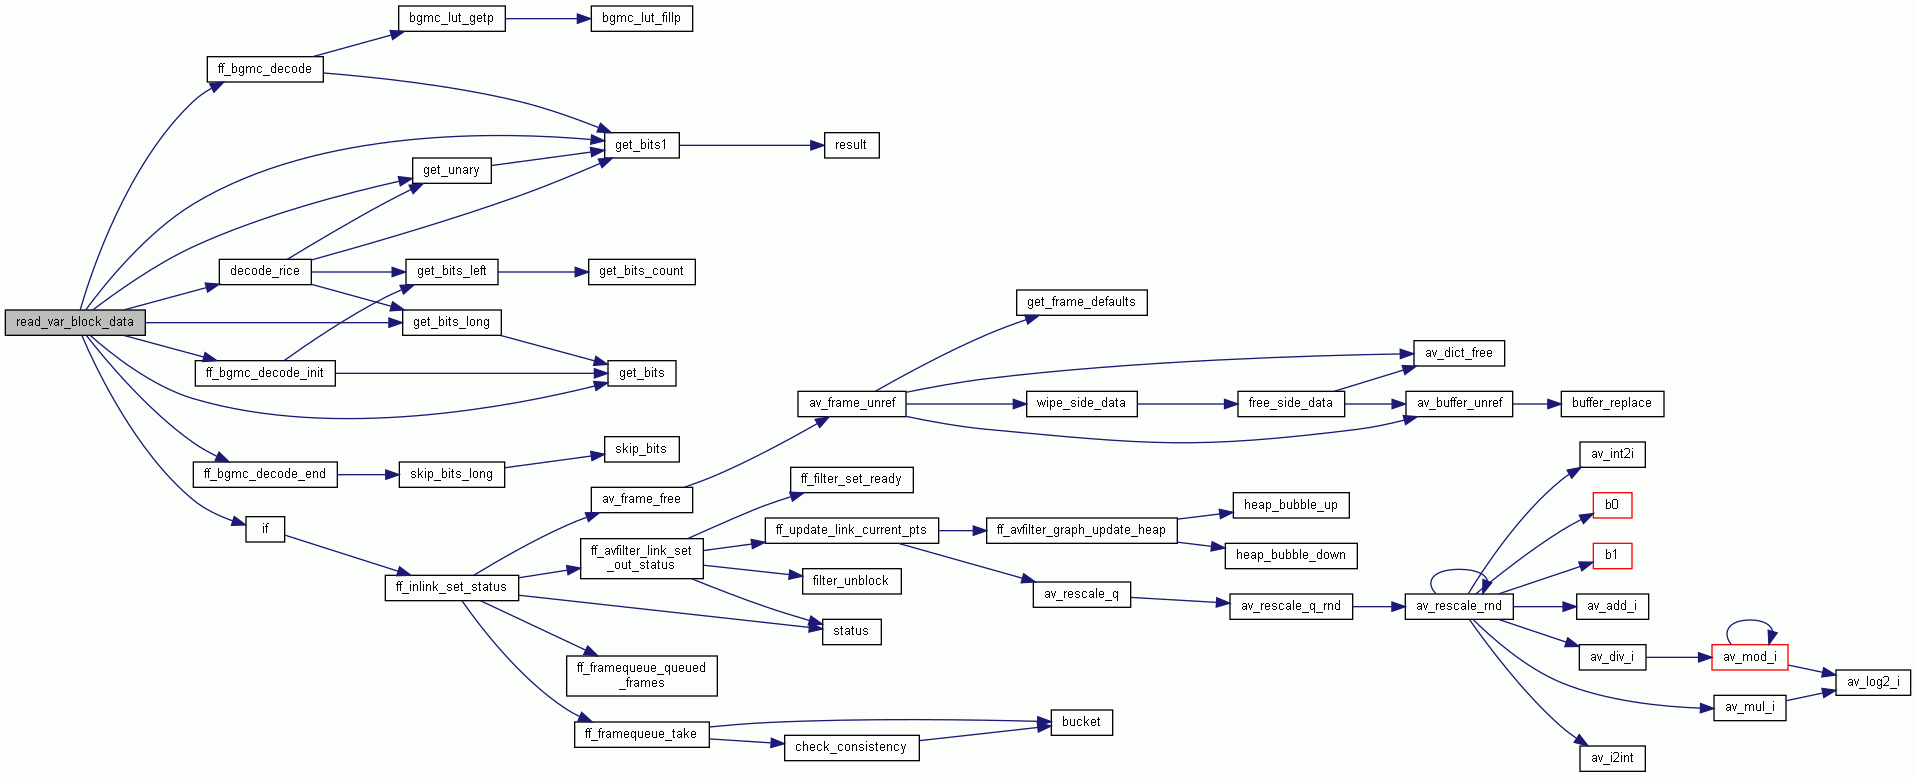 bgmc_lut_getp
bgmc_lut_fillp
ff_bgmc_decode
get_bits1
result
get_unary
decode_rice
get_bits_left
get_bits_count
read_var_block_data
get_bits_long
ff_bgmc_decode_init
get_bits
get_frame_defaults
av_dict_free
av_frame_unref
wipe_side_data
free_side_data
av_buffer_unref
buffer_replace
skip_bits
ff_bgmc_decode_end
skip_bits_long
av_frame_free
ff_filter_set_ready
av_int2i
heap_bubble_up
b0
if
ff_update_link_current_pts
ff_avfilter_graph_update_heap
ff_avfilter_link_set
_out_status
heap_bubble_down
b1
ff_inlink_set_status
filter_unblock
av_rescale_q
av_rescale_q_rnd
av_rescale_rnd
av_add_i
status
ff_framequeue_queued
_frames
av_div_i
av_mod_i
av_log2_i
av_mul_i
bucket
ff_framequeue_take
check_consistency
av_i2int